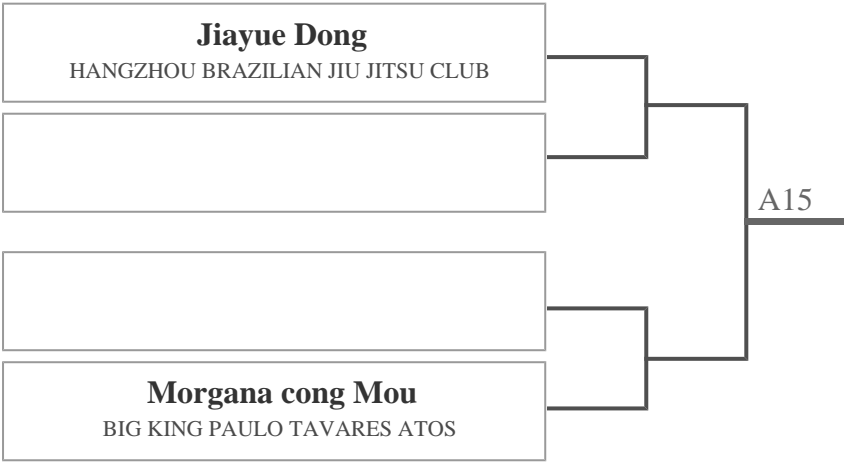 Jiayue Dong
HANGZHOU BRAZILIAN JIU JITSU CLUB
A15
Morgana cong Mou
BIG KING PAULO TAVARES ATOS